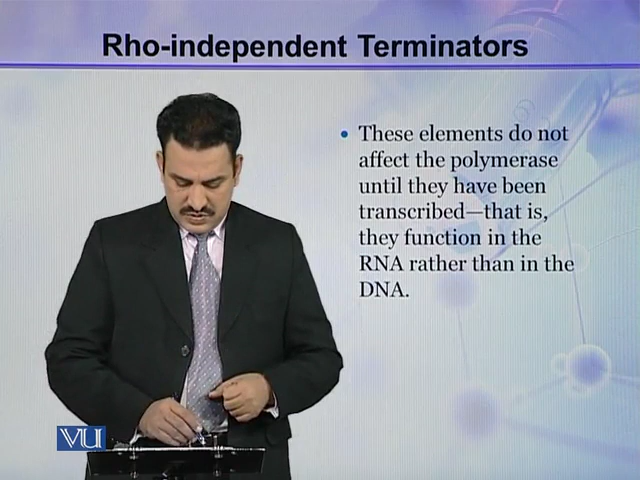 Rho-independent Terminators
• These elements do not
affect the polymerase
until they have been
transcribed—that is,
they function in the
RNA rather than in the
DNA.
VU